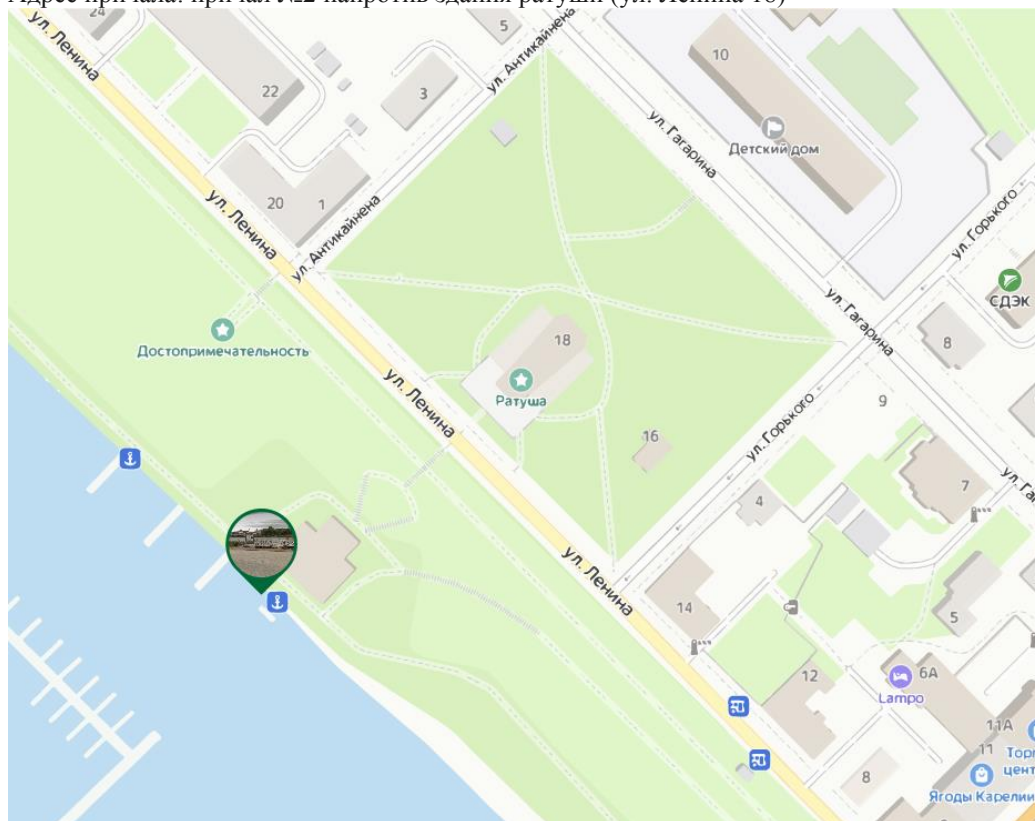 Адрес причала: причал №2 напротив здания ратуши (ул. Ленина 18)
24
ул. Ленина
22
5
ул. Антикайнена
3
10
Детский дом
ул. Гагарина
20
1
ул. Ленина
ул. Антикайнена
ул. Горького
СДЭК
Достопримечательность
18
Ратуша
ул. Гагарина
8
ул. Ленина
9
16
ул. Горького
7
4
ул. Ленина
14
5
12
6А
Lampo
11А
11
8
Ягоды Карелии